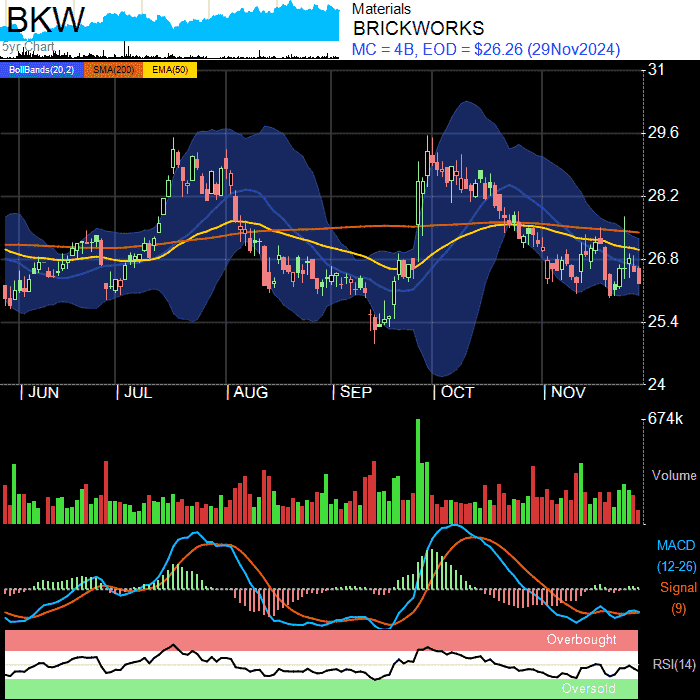 BKW
5yr Chart
Materials
BRICKWORKS
MC = 4B, EOD = $26.26 (29Nov2024)
BollBands(20,2) SMA(200) EMA(50)
31
29.6
28.2
26.8
25.4
24
| JUN | JUL | AUG | SEP | OCT | NOV
674k
Volume
MACD
(12-26)
Signal
(9)
Overbought
RSI(14)
Oversold